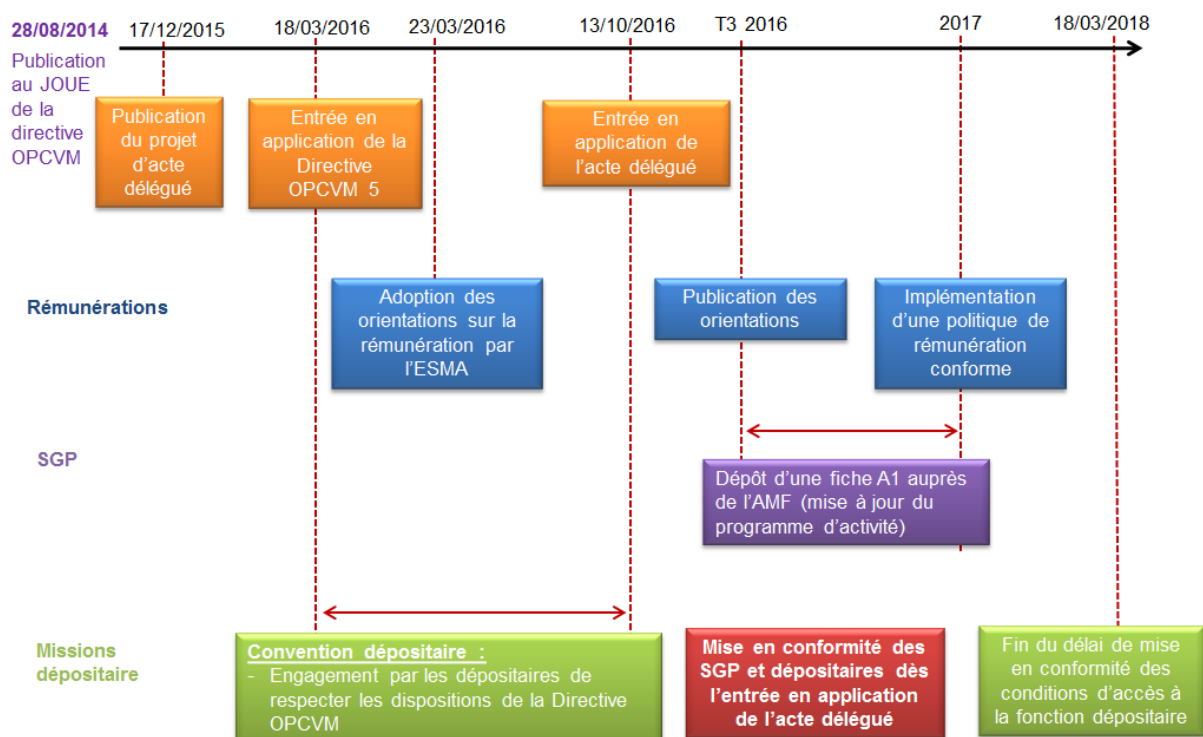 28/08/2014
17/12/2015
18/03/2016
23/03/2016
13/10/2016
T3 2016
2017
18/03/2018
Publication
au JOUE
de la
directive
OPCVM
Publication
du projet
d’acte
délégué
Entrée en
application de la
Directive
OPCVM 5
Entrée en
application de
l’acte délégué
Rémunérations
Adoption des
orientations sur la
rémunération par
l’ESMA
Publication des
orientations
Implémentation
d’une politique de
rémunération
conforme
SGP
Dépôt d’une fiche A1 auprès
de l’AMF (mise à jour du
programme d’activité)
Missions
dépositaire
Convention dépositaire :
- Engagement par les dépositaires de
respecter les dispositions de la Directive
OPCVM
Mise en conformité des
SGP et dépositaires dès
l’entrée en application
de l’acte délégué
Fin du délai de mise
en conformité des
conditions d’accès à
la fonction dépositaire